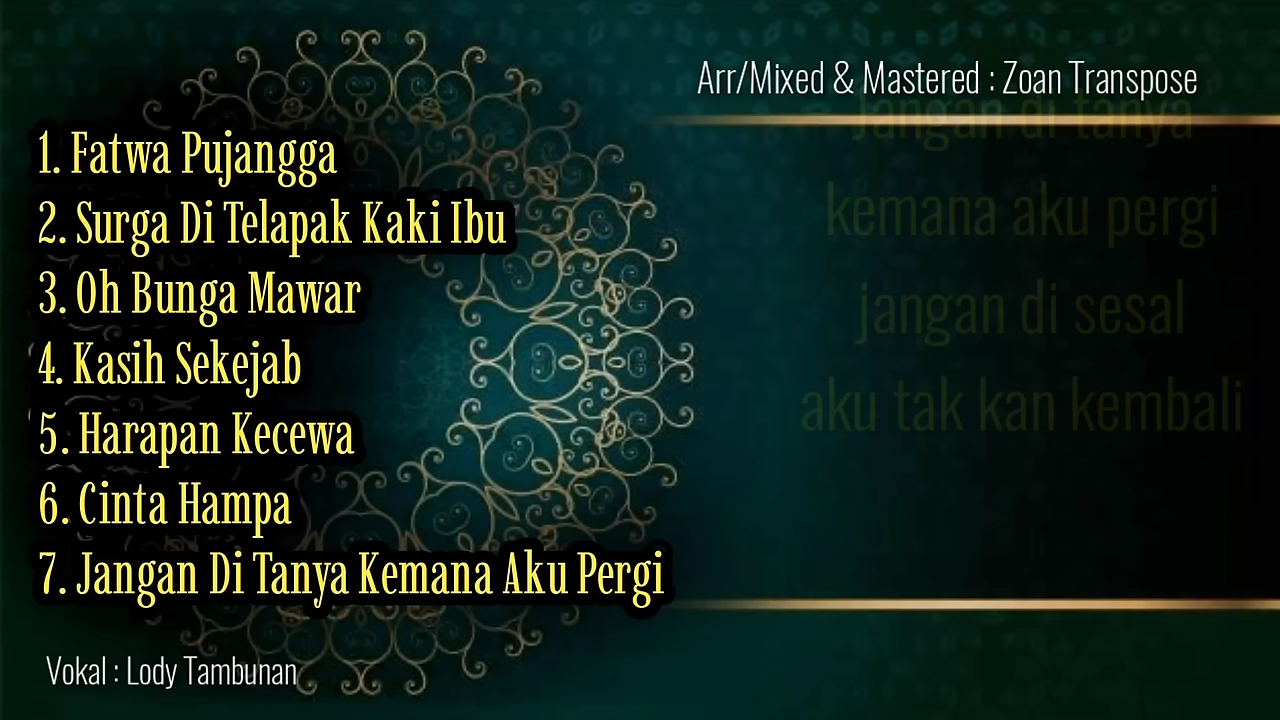 Arr/Mixed & Mastered : Zoan Transpose
1. Fatwa Pujangga
2. Surga Di Telapak Kaki Ibu
3. Oh Bunga Mawar
4. Kasih Sekejab
5. Harapan Kecewa
6. Cinta Hampa
7. Jangan Di Tanya Kemana Aku Pergi
Jangan di tanya
kemana aku pergi
jangan di sesal
aku tak kan kembali
Vokal : Lody Tambunan